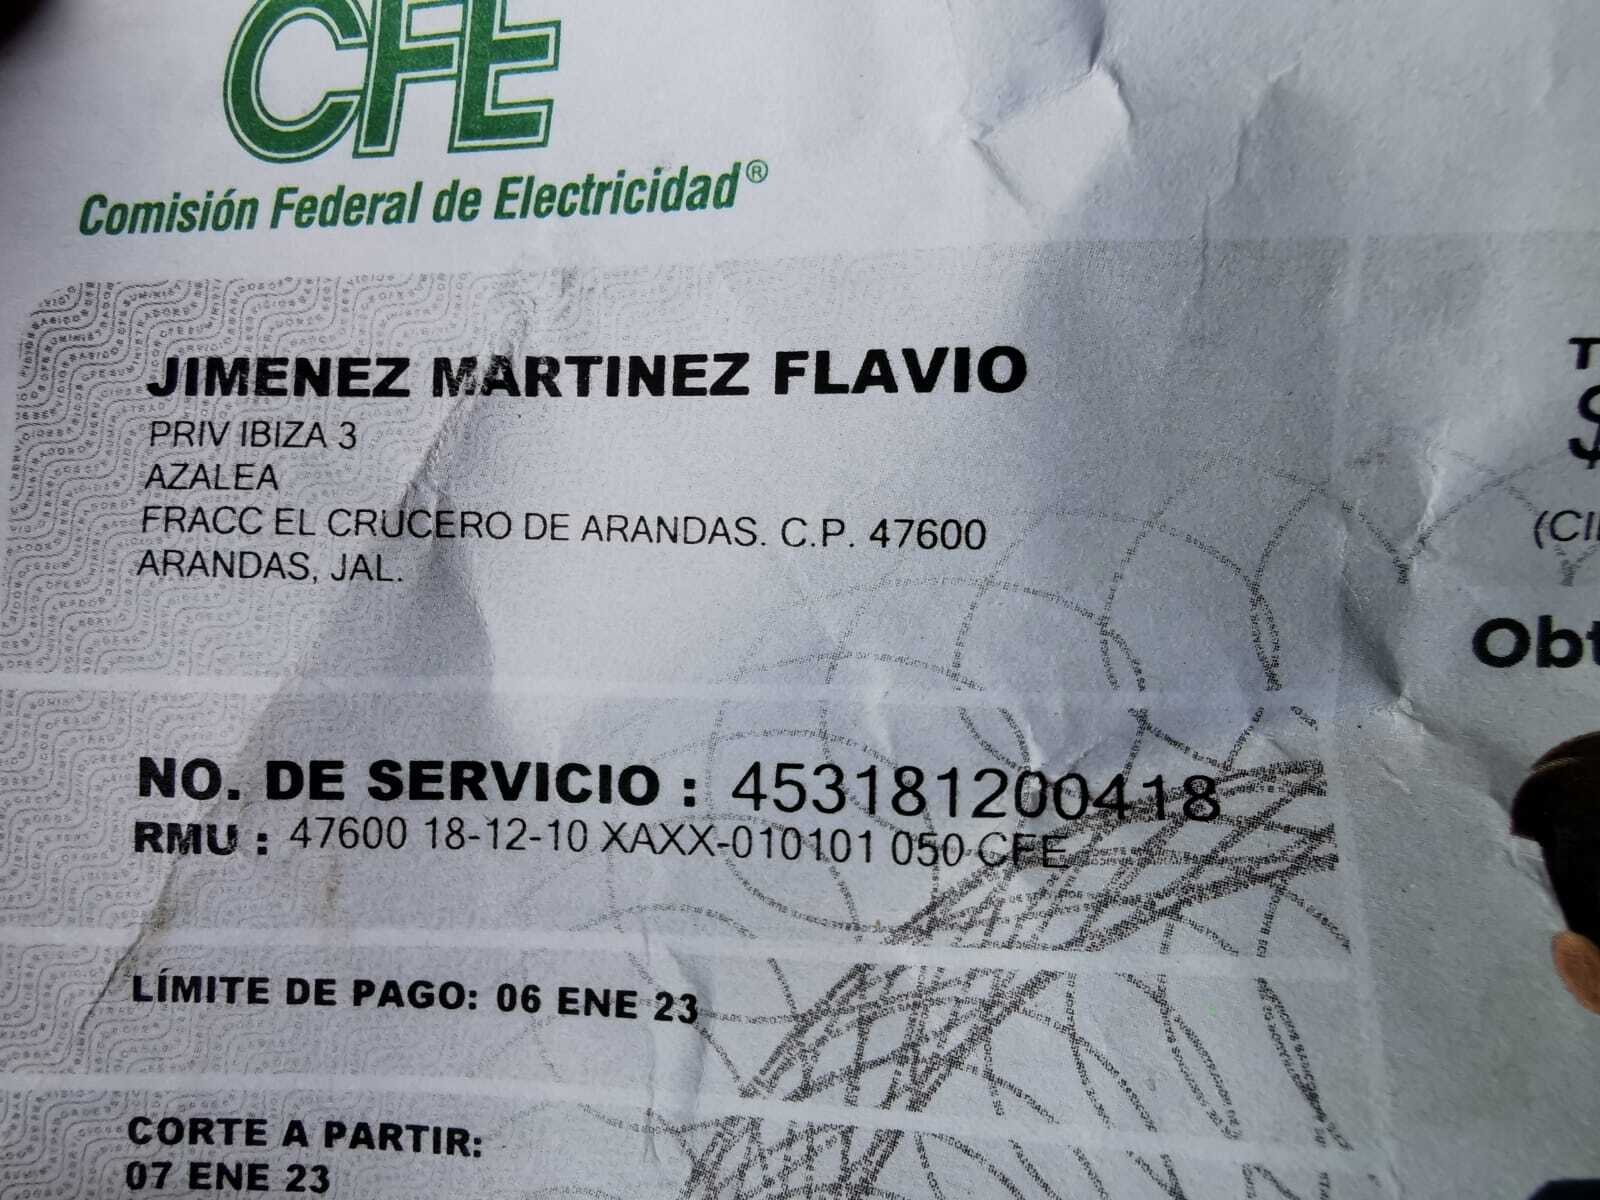 CFE
Comisión Federal de Electricidad®
JIMENEZ MARTINEZ FLAVIO
PRIV IBIZA 3
AZALEA
FRACC EL CRUCERO DE ARANDAS. C.P. 47600
ARANDAS, JAL.
NO. DE SERVICIO : 453181200418
RMU : 47600 18-12-10 XAXX-010101 050 CFE
LÍMITE DE PAGO: 06 ENE 23
CORTE A PARTIR:
07 ENE 23